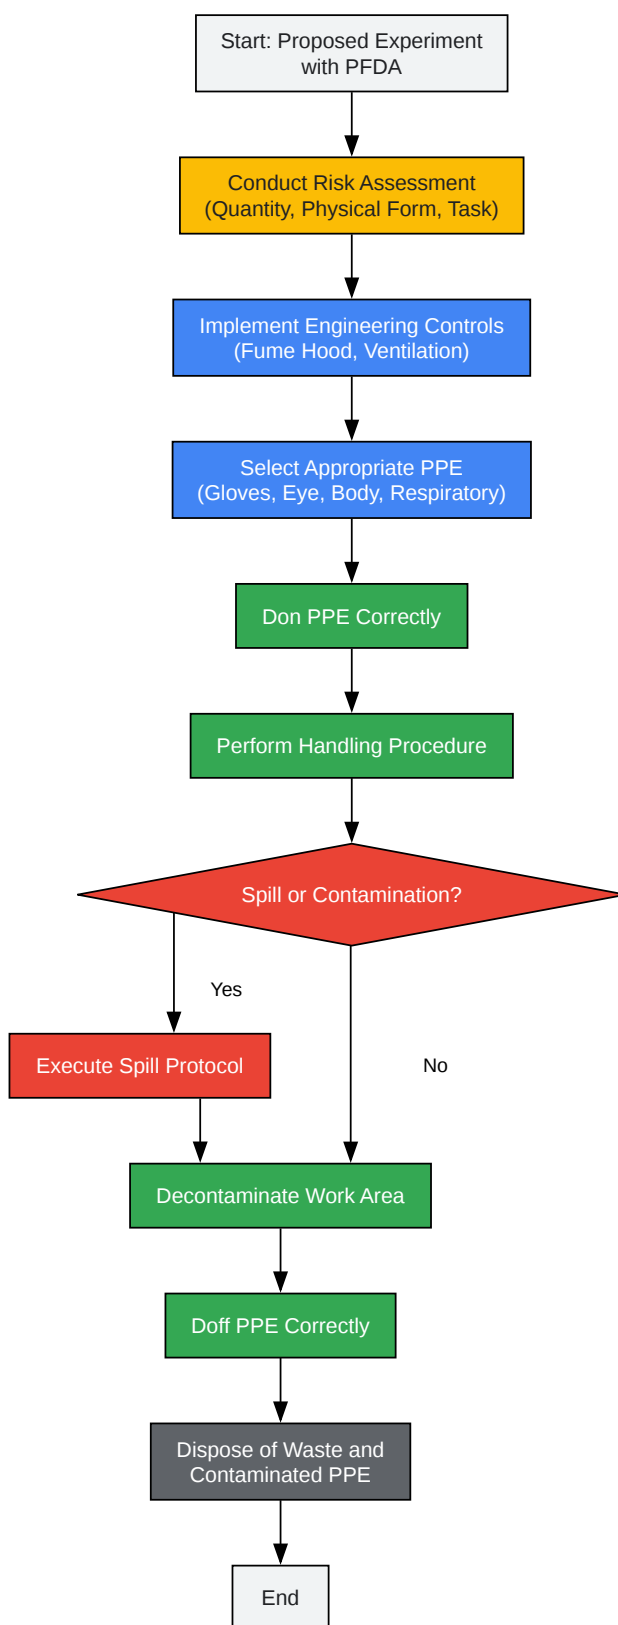 Start: Proposed Experiment
with PFDA
Conduct Risk Assessment
(Quantity, Physical Form, Task)
Implement Engineering Controls
(Fume Hood, Ventilation)
Select Appropriate PPE
(Gloves, Eye, Body, Respiratory)
Don PPE Correctly
Perform Handling Procedure
Spill or Contamination?
Yes
Execute Spill Protocol
No
Decontaminate Work Area
Doff PPE Correctly
Dispose of Waste and
Contaminated PPE
End